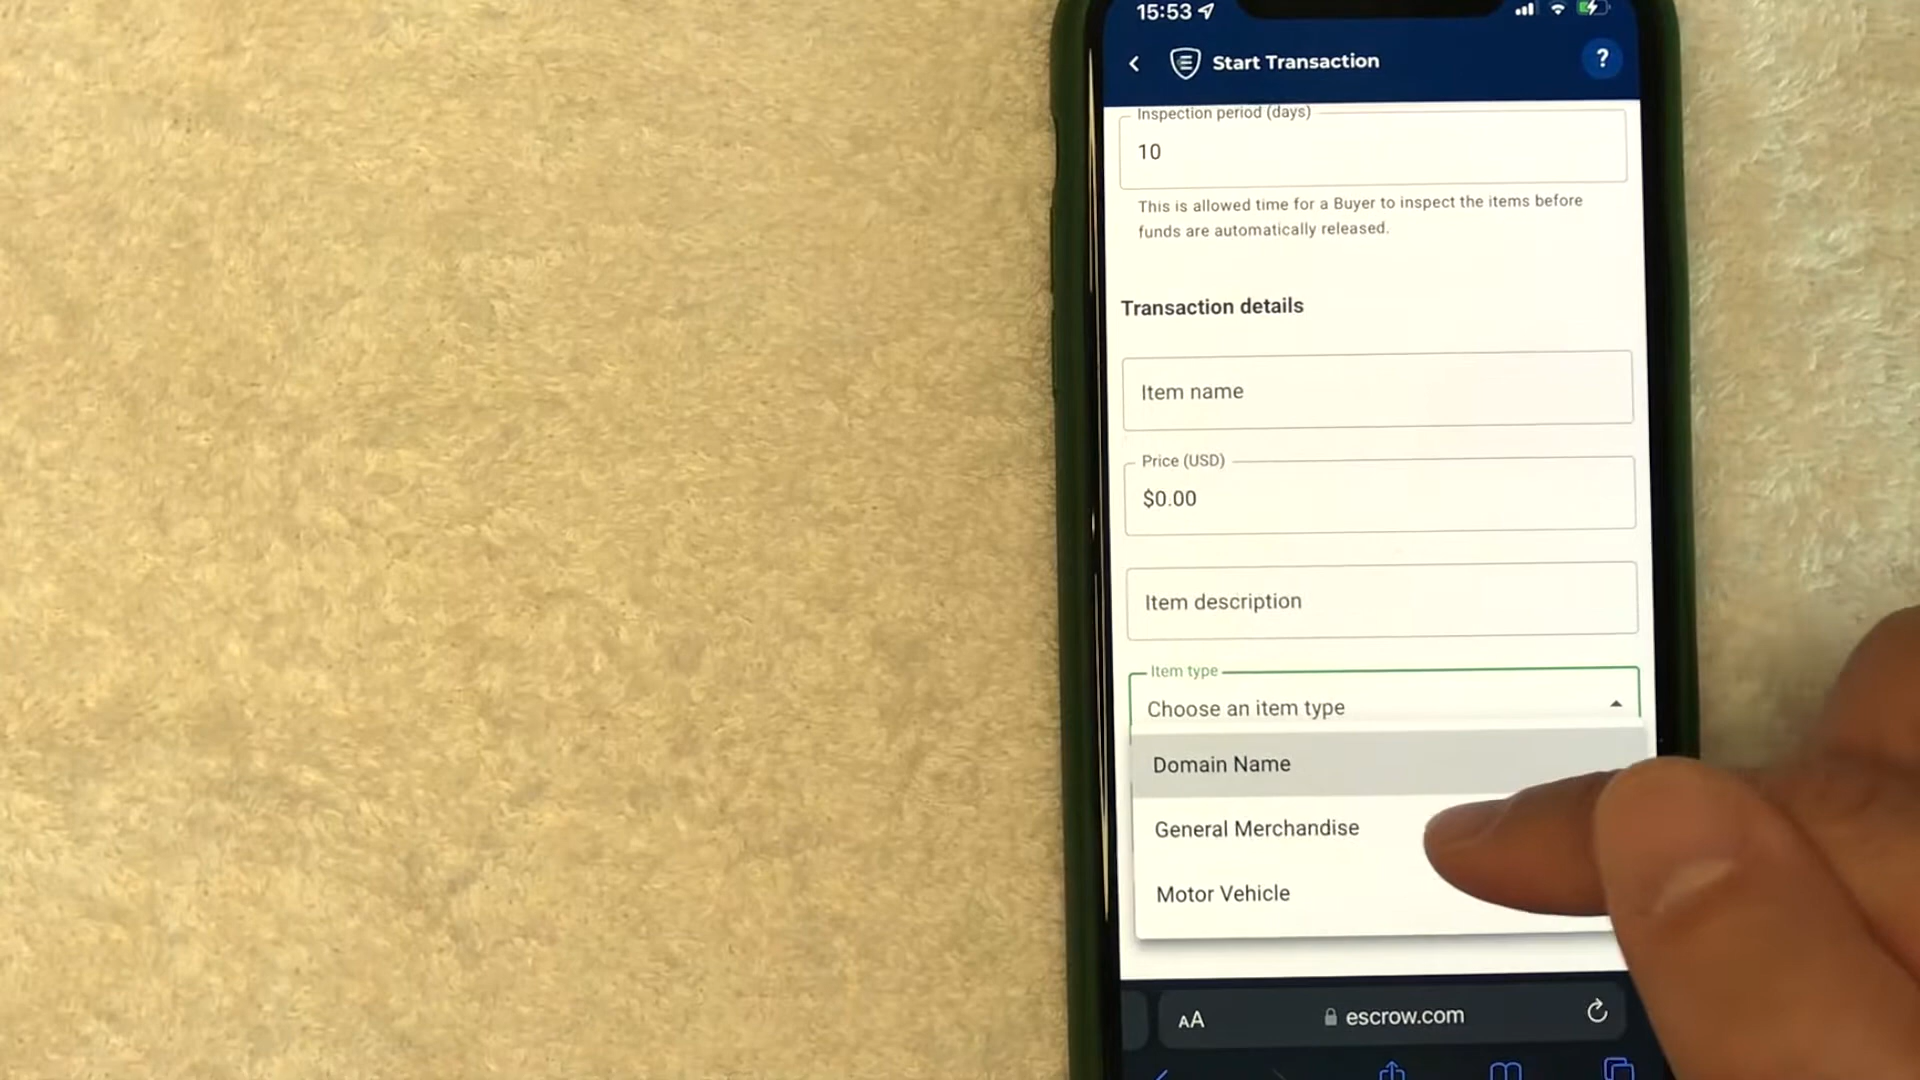 15:53
Start Transaction
?
Inspection period (days)
10
This is allowed time for a Buyer to inspect the items before
funds are automatically released.
Transaction details
Item name
Price (USD)
$0.00
Item description
Item type
Choose an item type
Domain Name
General Merchandise
Motor Vehicle
AA
escrow.com